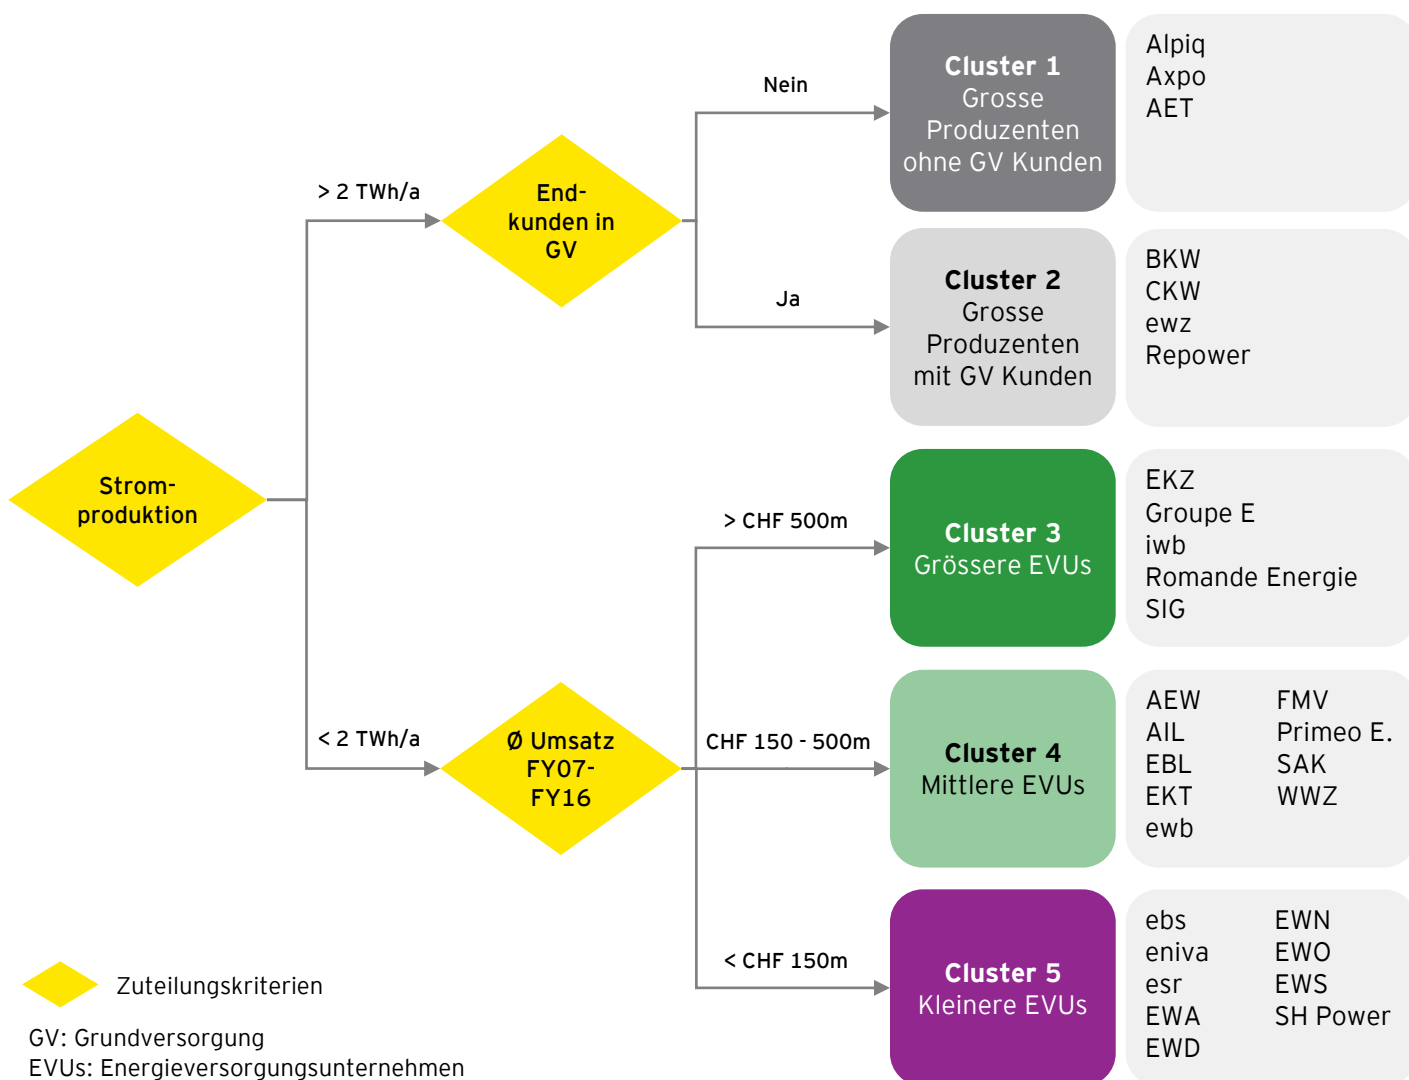 Strom-
produktion
> 2 TWh/a
End-
kunden in
GV
Nein
Cluster 1
Grosse
Produzenten
ohne GV Kunden
Alpiq
Axpo
AET
Ja
Cluster 2
Grosse
Produzenten
mit GV Kunden
BKW
CKW
ewz
Repower
< 2 TWh/a
Ø Umsatz
FY07-
FY16
> CHF 500m
Cluster 3
Grössere EVUs
EKZ
Groupe E
iwb
Romande Energie
SIG
CHF 150 - 500m
Cluster 4
Mittlere EVUs
AEW
AIL
EBL
EKT
ewb
FMV
Primeo E.
SAK
WWZ
< CHF 150m
Cluster 5
Kleinere EVUs
ebs
eniva
esr
EWA
EWD
EWN
EWO
EWS
SH Power
Zuteilungskriterien
GV: Grundversorgung
EVUs: Energieversorgungsunternehmen